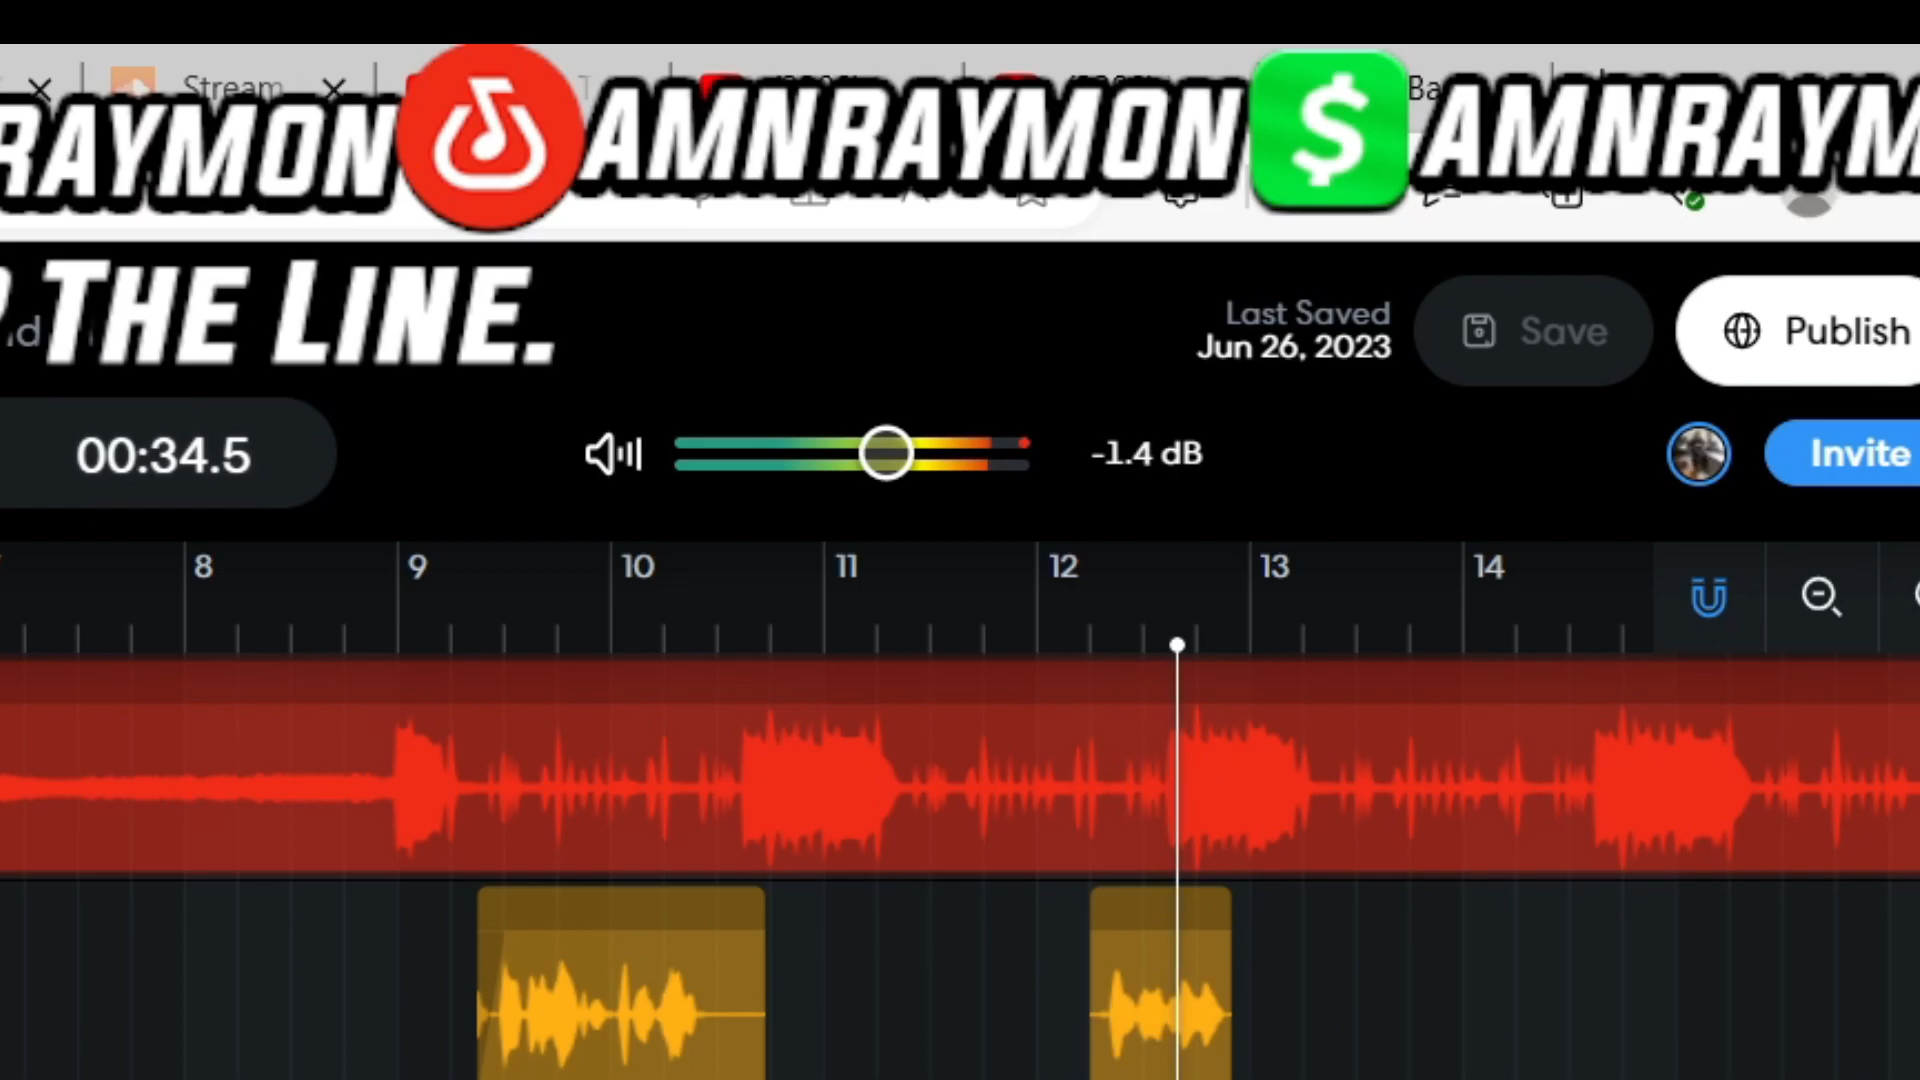 Stream
RAYMON AMNRAYMON $ AMNRAYM
THE LINE.
Last Saved
Jun 26, 2023
Save
Publish
00:34.5
-1.4 dB
Invite
8 9 10 11 12 13 14